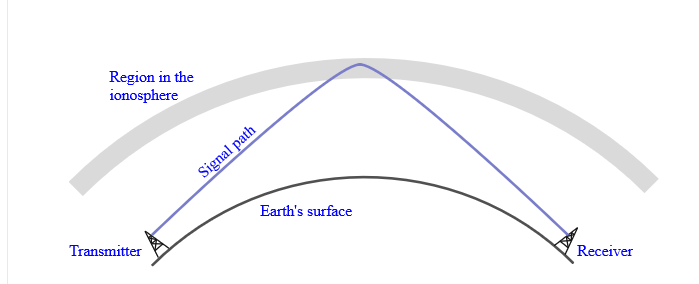 Region in the
ionosphere
Signal path
Earth's surface
Transmitter
Receiver